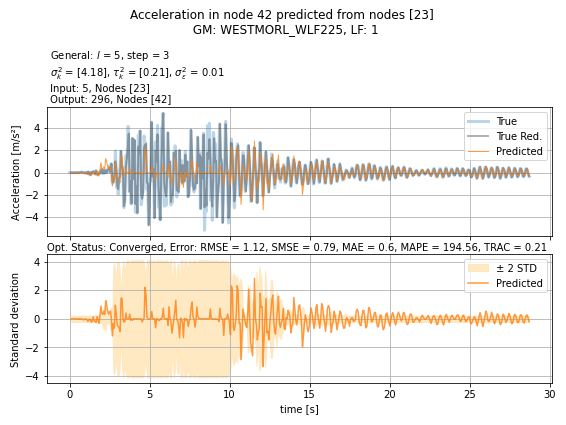 Acceleration in node 42 predicted from nodes [23]
GM: WESTMORL_WLF225, LF: 1
General: l = 5, step = 3
σ²ₖ = [4.18], τ²ₖ = [0.21], σ²ε = 0.01
Input: 5, Nodes [23]
Output: 296, Nodes [42]
Acceleration [m/s²]
4
2
0
−2
−4
True
True Red.
Predicted
Opt. Status: Converged, Error: RMSE = 1.12, SMSE = 0.79, MAE = 0.6, MAPE = 194.56, TRAC = 0.21
Standard deviation
4
2
0
−2
−4
± 2 STD
Predicted
0 5 10 15 20 25 30
time [s]